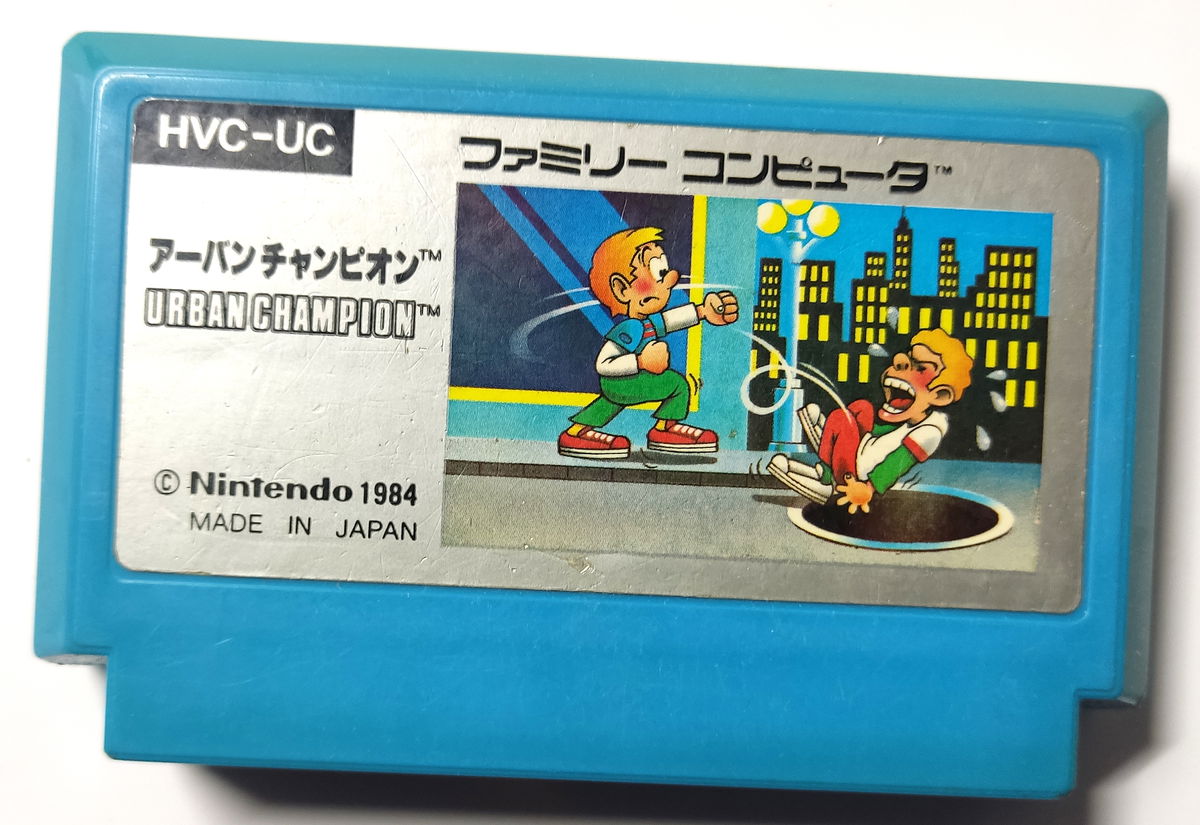 HVC-UC
ファミリー コンピュータ™
アーバンチャンピオン™
URBAN CHAMPION™
© Nintendo 1984
MADE IN JAPAN